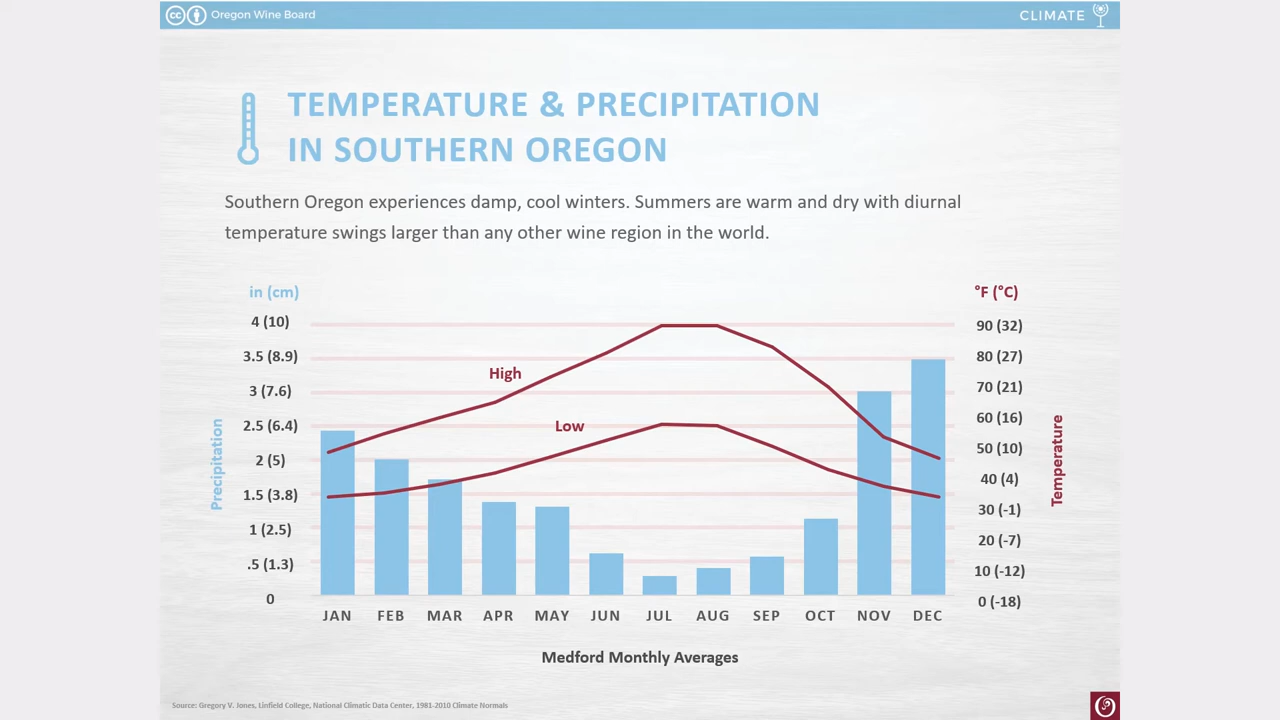 Oregon Wine Board
CLIMATE
TEMPERATURE & PRECIPITATION
IN SOUTHERN OREGON
Southern Oregon experiences damp, cool winters. Summers are warm and dry with diurnal
temperature swings larger than any other wine region in the world.
in (cm)
°F (°C)
4 (10)
3.5 (8.9)
3 (7.6)
2.5 (6.4)
2 (5)
1.5 (3.8)
1 (2.5)
.5 (1.3)
0
Precipitation
High
Low
90 (32)
80 (27)
70 (21)
60 (16)
50 (10)
40 (4)
30 (-1)
20 (-7)
10 (-12)
0 (-18)
Temperature
JAN FEB MAR APR MAY JUN JUL AUG SEP OCT NOV DEC
Medford Monthly Averages
Source: Gregory V. Jones, Linfield College, National Climatic Data Center, 1981-2010 Climate Normals